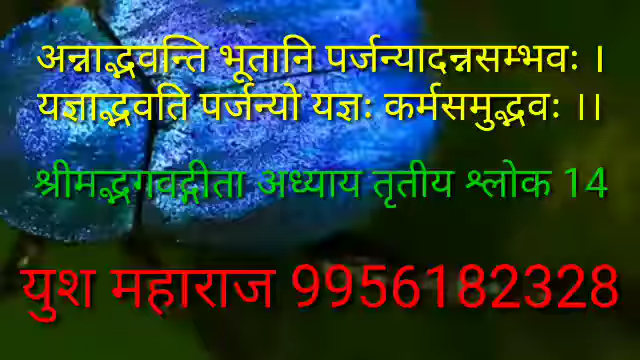 अन्नाद्भवन्ति भूतानि पर्जन्यादन्नसम्भवः ।
यज्ञाद्भवति पर्जन्यो यज्ञः कर्मसमुद्भवः ।।
श्रीमद्भगवद्गीता अध्याय तृतीय श्लोक 14
युश महाराज 9956182328